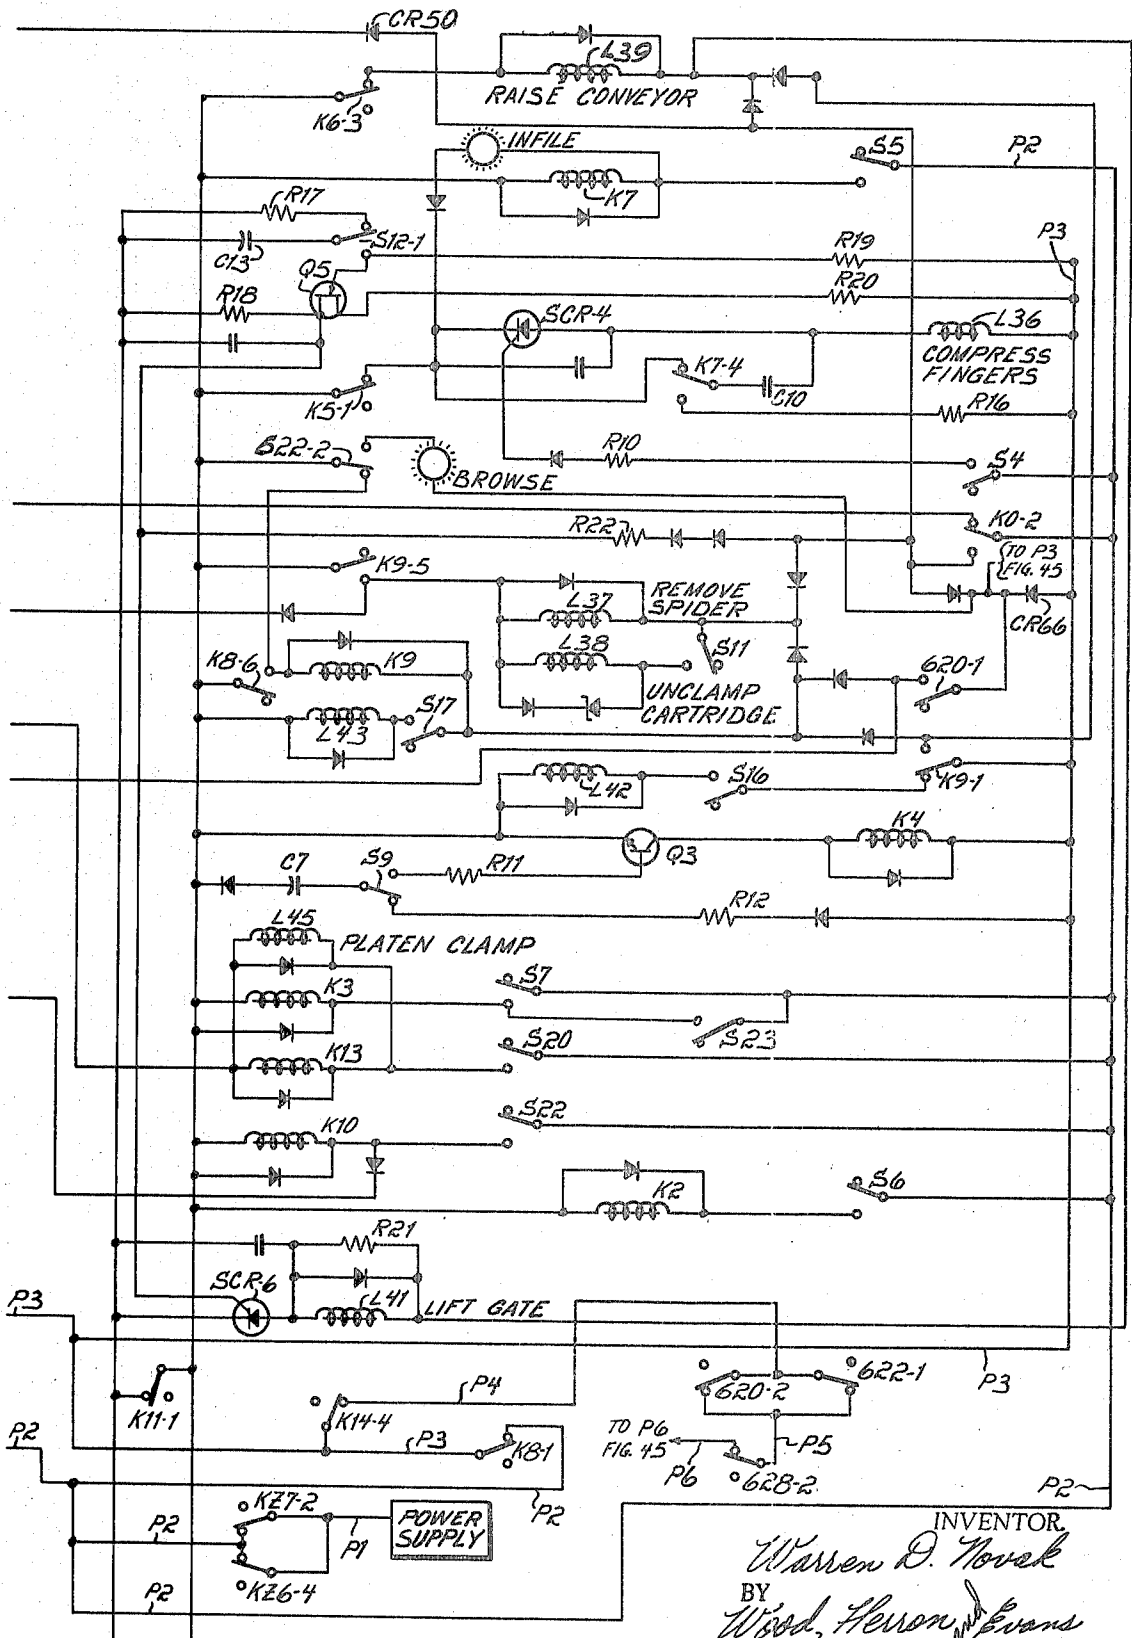 CR50
L39
RAISE CONVEYOR
K6-3
INFILE
S5
P2
K7
R17
S12-1
C13
R19
P3
Q5
R20
R18
SCR-4
L36
COMPRESS
FINGERS
K7-4
C10
K5-1
R16
S22-2
R10
S4
BROWSE
R22
K0-2
K9-5
TO P3
FIG. 45
L37
REMOVE
SPIDER
CR66
L38
S11
K8-6
K9
620-1
UNCLAMP
CARTRIDGE
S17
L43
S16
K9-1
L42
K4
Q3
C7
S9
R11
R12
L45
PLATEN CLAMP
S7
K3
S23
S20
K13
S22
K10
S6
K2
R21
SCR-6
L41
LIFT GATE
P3
P3
622-1
620-2
P4
K11-1
K14-4
P2
P3
K8-1
TO P6
FIG. 45
P5
P6
628-2
P2
KZ7-2
P2
POWER
SUPPLY
P2
P1
KZ6-4
P2
INVENTOR.
Warren D. Novak
BY
Wood, Herron and Evans